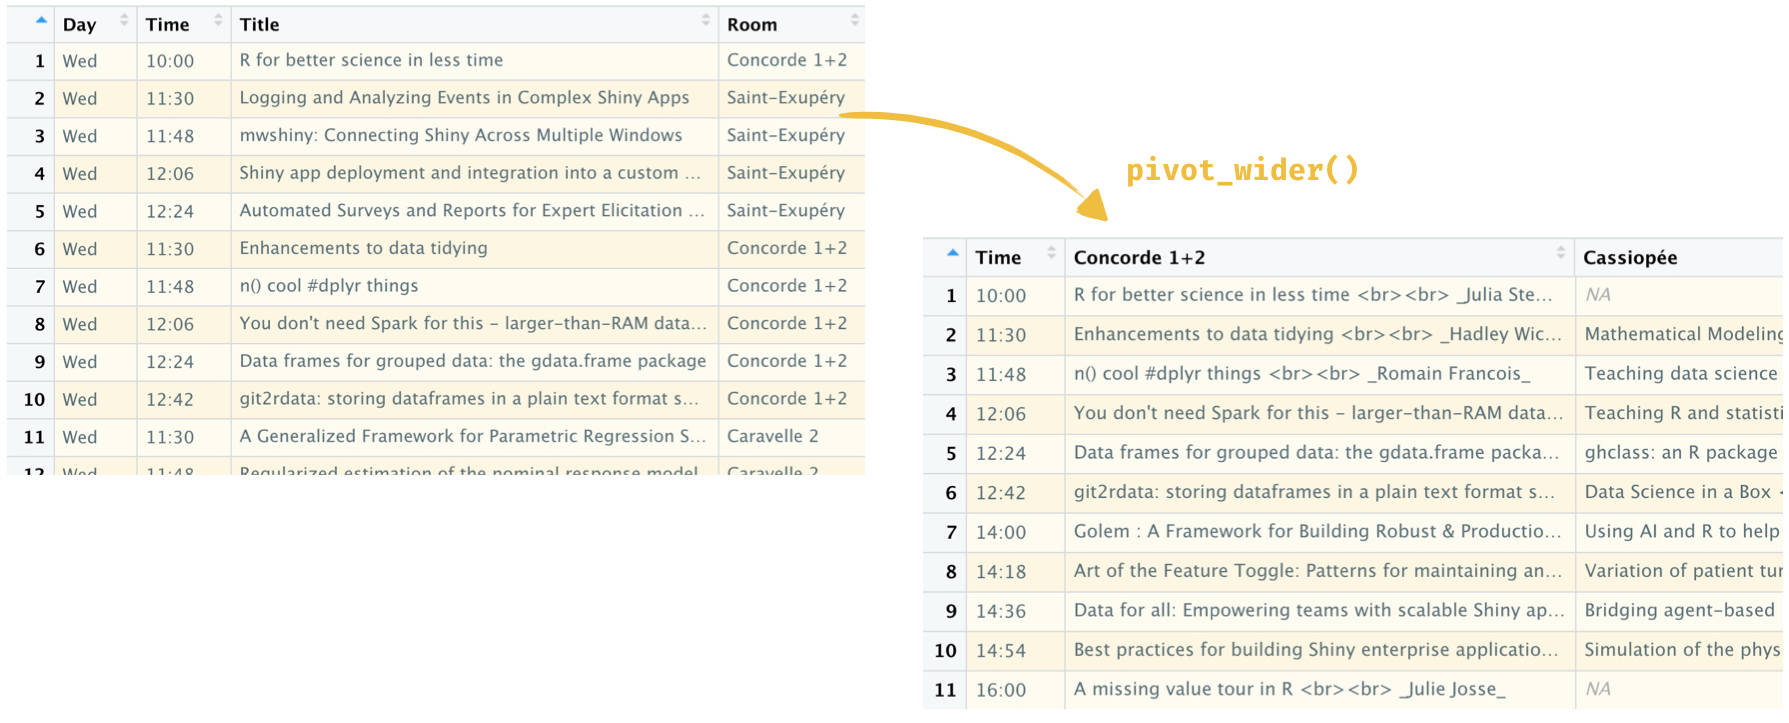 Day Time Title Room
1 Wed 10:00 R for better science in less time Concorde 1+2
2 Wed 11:30 Logging and Analyzing Events in Complex Shiny Apps Saint-Exupéry
3 Wed 11:48 mwshiny: Connecting Shiny Across Multiple Windows Saint-Exupéry
4 Wed 12:06 Shiny app deployment and integration into a custom ... Saint-Exupéry
5 Wed 12:24 Automated Surveys and Reports for Expert Elicitation ... Saint-Exupéry
6 Wed 11:30 Enhancements to data tidying Concorde 1+2
7 Wed 11:48 n() cool #dplyr things Concorde 1+2
8 Wed 12:06 You don't need Spark for this - larger-than-RAM data... Concorde 1+2
9 Wed 12:24 Data frames for grouped data: the gdata.frame package Concorde 1+2
10 Wed 12:42 git2rdata: storing dataframes in a plain text format s... Concorde 1+2
11 Wed 11:30 A Generalized Framework for Parametric Regression S... Caravelle 2
12 Wed 11:48 Regularized estimation of the nominal response model Caravelle 2
pivot_wider()
Time Concorde 1+2 Cassiopée
1 10:00 R for better science in less time <br><br> _Julia Ste... NA
2 11:30 Enhancements to data tidying <br><br> _Hadley Wic... Mathematical Modeling
3 11:48 n() cool #dplyr things <br><br> _Romain Francois_ Teaching data science
4 12:06 You don't need Spark for this - larger-than-RAM data... Teaching R and statisti
5 12:24 Data frames for grouped data: the gdata.frame packa... ghclass: an R package
6 12:42 git2rdata: storing dataframes in a plain text format s... Data Science in a Box <
7 14:00 Golem : A Framework for Building Robust & Productio... Using AI and R to help
8 14:18 Art of the Feature Toggle: Patterns for maintaining an... Variation of patient tur
9 14:36 Data for all: Empowering teams with scalable Shiny ap... Bridging agent-based
10 14:54 Best practices for building Shiny enterprise applicatio... Simulation of the phys
11 16:00 A missing value tour in R <br><br> _Julie Josse_ NA